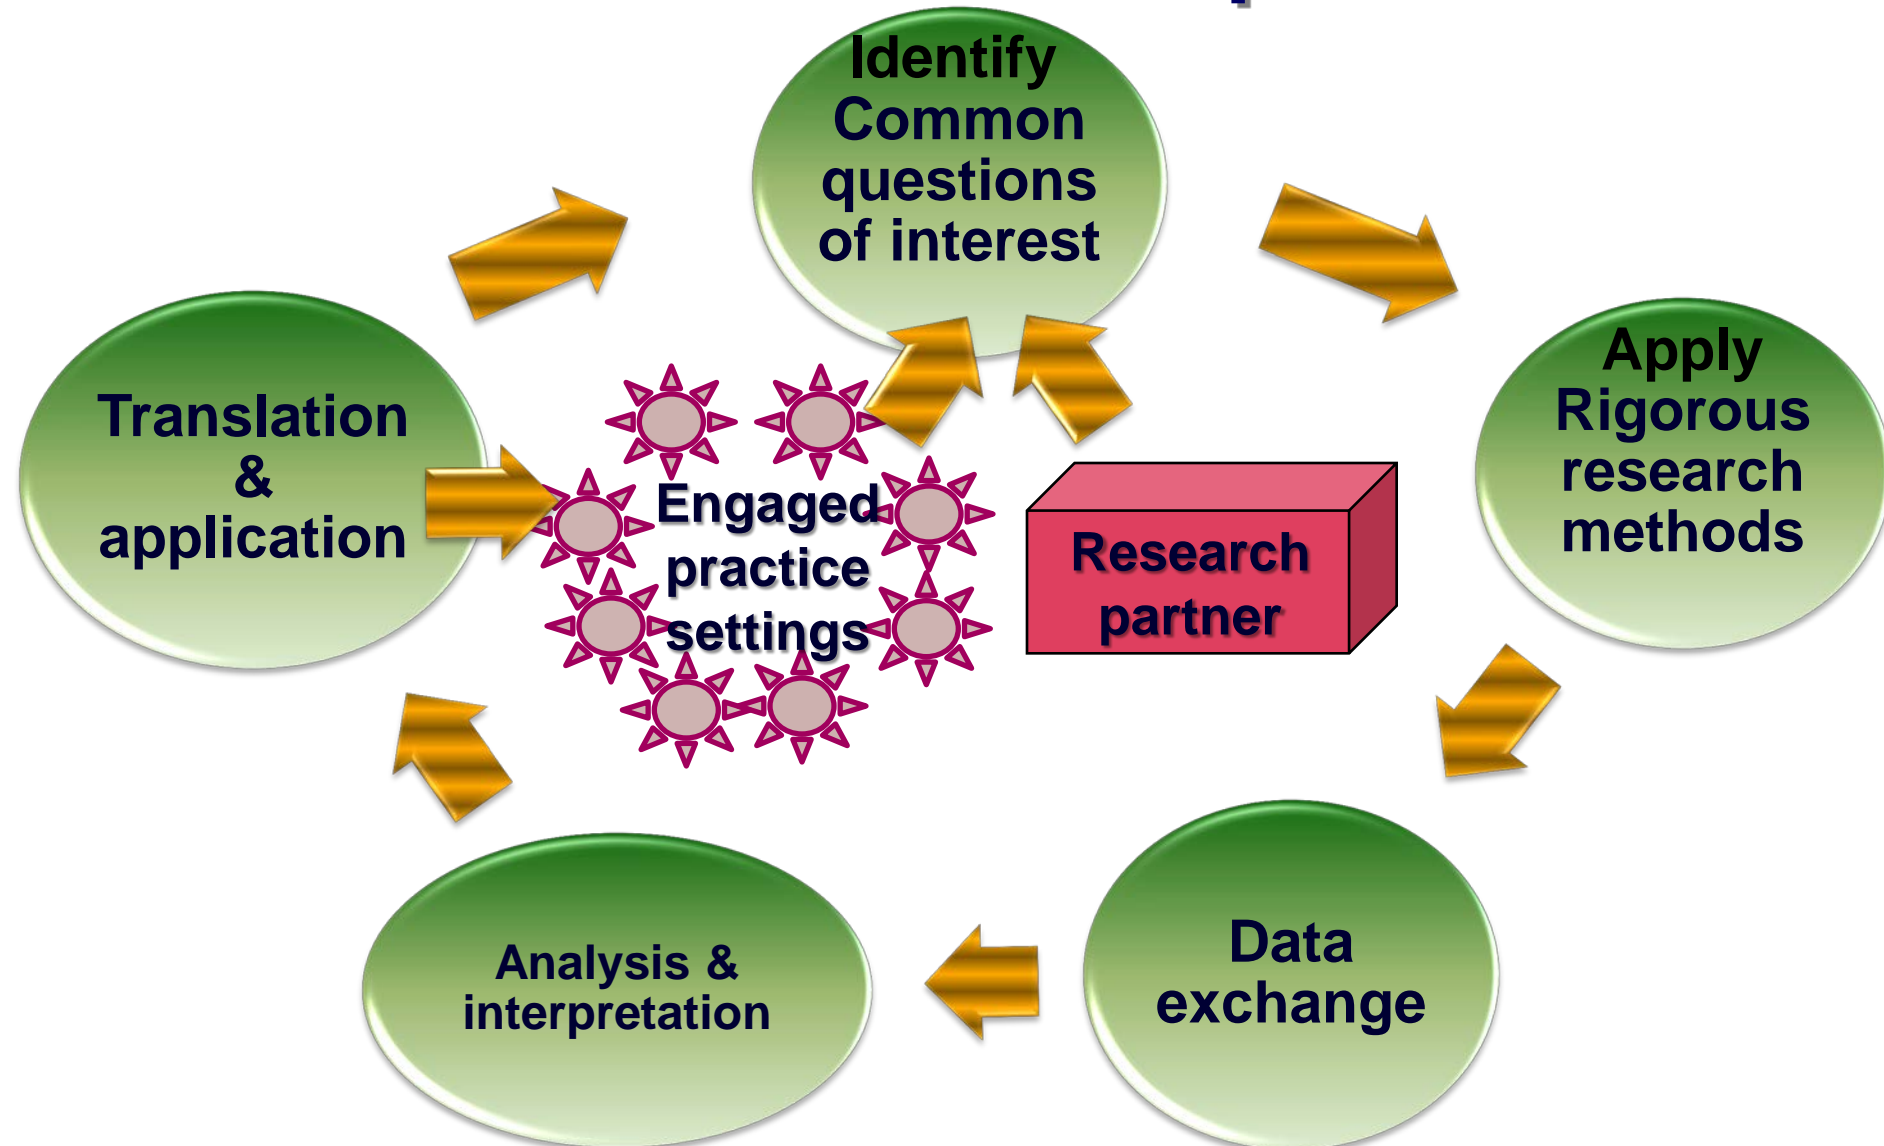 Identify
Common
questions
of interest
Apply
Rigorous
research
methods
Translation
&
application
Engaged
practice
settings
Research
partner
Analysis &
interpretation
Data
exchange